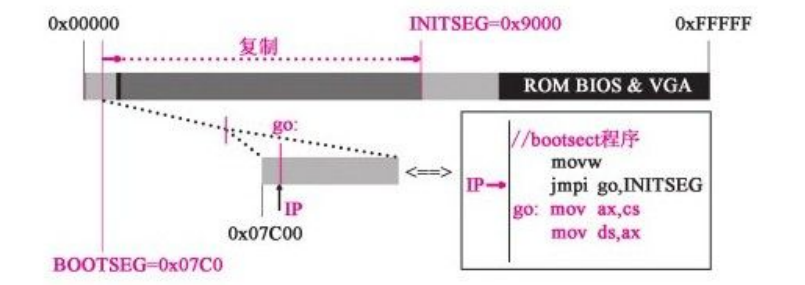 0x00000
INITSEG=0x9000
0xFFFFF
复制
ROM BIOS & VGA
go:
//bootsect程序
movw
<==>
IP
jmpi go,INITSEG
IP
go: mov ax,cs
0x07C00
mov ds,ax
BOOTSEG=0x07C0